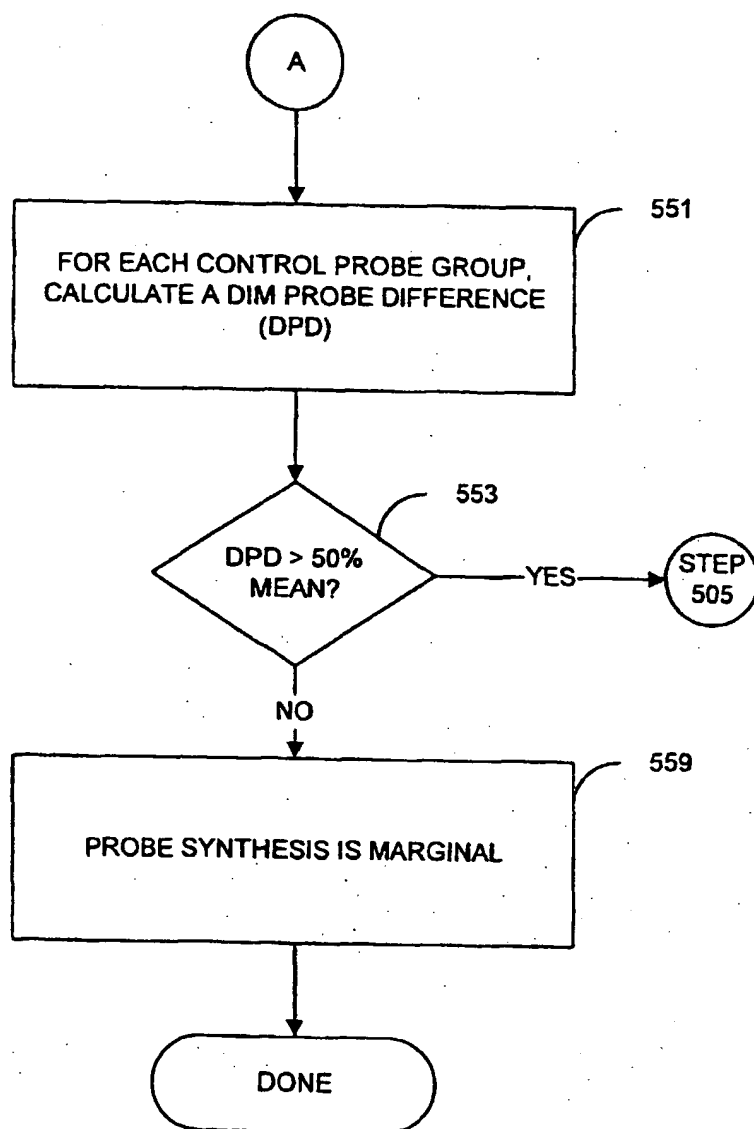 A
551
FOR EACH CONTROL PROBE GROUP,
CALCULATE A DIM PROBE DIFFERENCE
(DPD)
553
DPD > 50%
MEAN?
YES
STEP
505
NO
559
PROBE SYNTHESIS IS MARGINAL
DONE